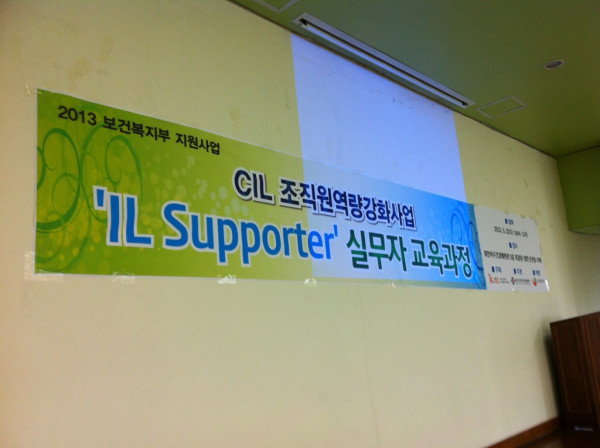 2013 보건복지부 지원사업
CIL 조직원역량강화사업
'IL Supporter' 실무자 교육과정